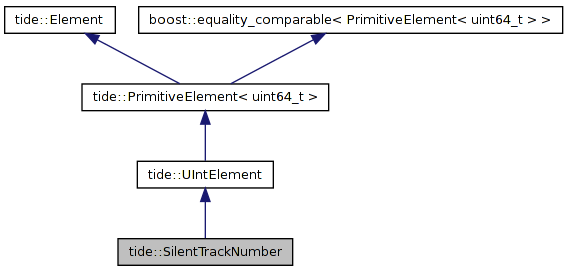 tide::Element
boost::equality_comparable< PrimitiveElement< uint64_t > >
tide::PrimitiveElement< uint64_t >
tide::UIntElement
tide::SilentTrackNumber